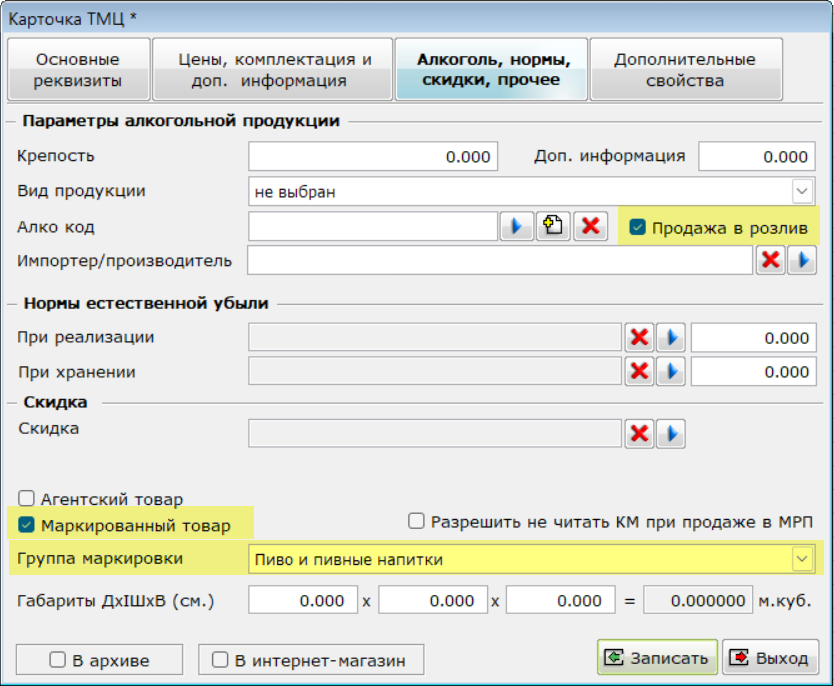 Карточка ТМЦ *
Основные реквизиты
Цены, комплектация и доп. информация
Алкоголь, нормы, скидки, прочее
Дополнительные свойства
Параметры алкогольной продукции
Крепость 0.000 Доп. информация 0.000
Вид продукции не выбран
Алко код Продажа в розлив
Импортер/производитель
Нормы естественной убыли
При реализации 0.000
При хранении 0.000
Скидка
Скидка
Агентский товар
Маркированный товар Разрешить не читать КМ при продаже в МРП
Группа маркировки Пиво и пивные напитки
Габариты ДхIШхВ (см.) 0.000 x 0.000 x 0.000 = 0.000000 м.куб.
В архиве В интернет-магазин Записать Выход